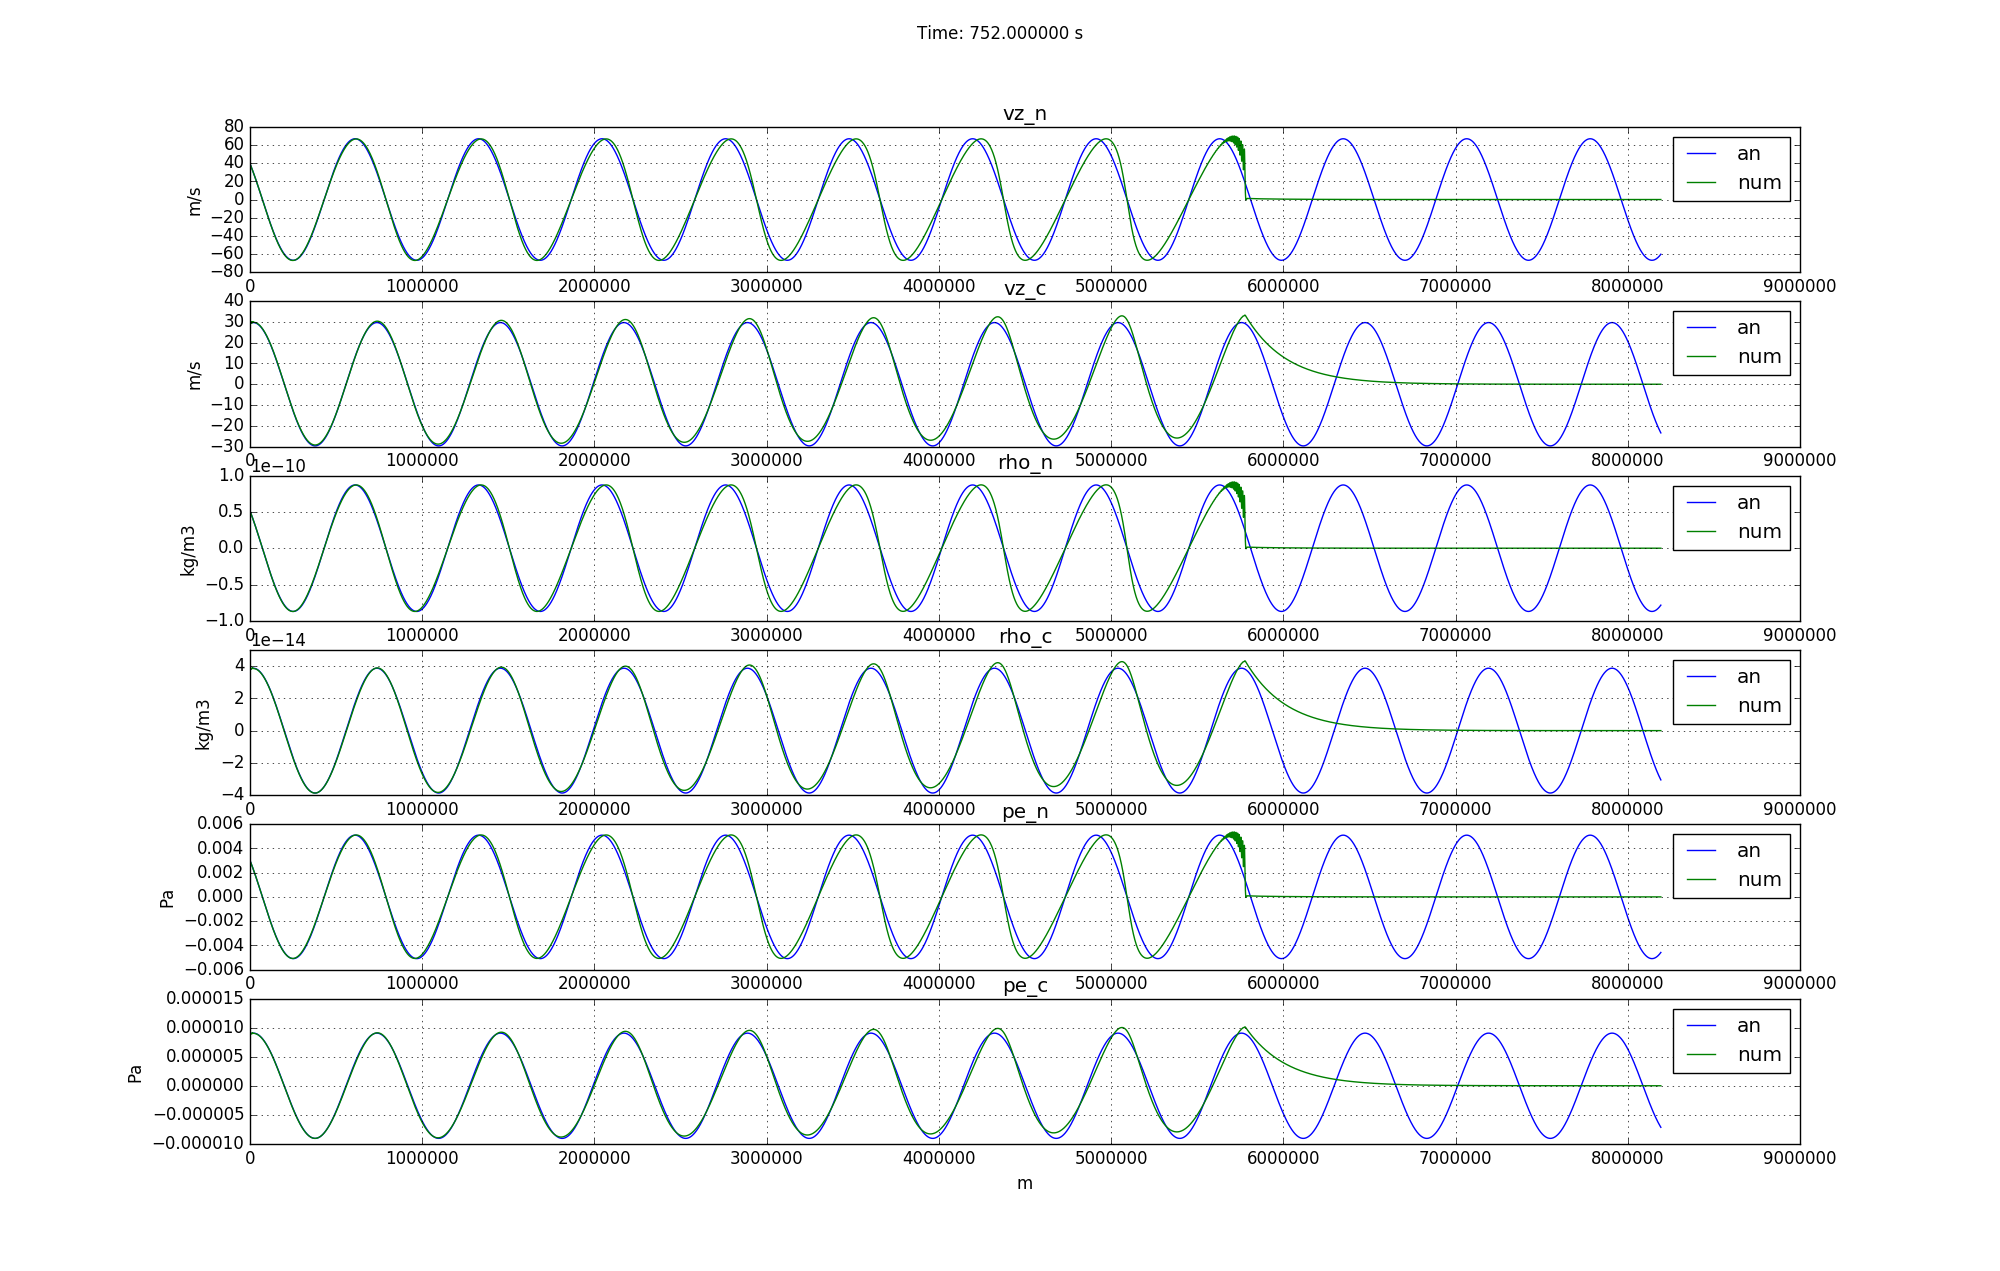 Time: 752.000000 s
vz_n
80
60
40
20
0
−20
−40
−60
−80
m/s
an
num
0 1000000 2000000 3000000 4000000 5000000 6000000 7000000 8000000 9000000
vz_c
40
30
20
10
0
−10
−20
−30
m/s
an
num
0 1000000 2000000 3000000 4000000 5000000 6000000 7000000 8000000 9000000
1e−10
rho_n
1.0
0.5
0.0
−0.5
−1.0
kg/m3
an
num
0 1000000 2000000 3000000 4000000 5000000 6000000 7000000 8000000 9000000
1e−14
rho_c
4
2
0
−2
−4
kg/m3
an
num
0 1000000 2000000 3000000 4000000 5000000 6000000 7000000 8000000 9000000
pe_n
0.006
0.004
0.002
0.000
−0.002
−0.004
−0.006
Pa
an
num
0 1000000 2000000 3000000 4000000 5000000 6000000 7000000 8000000 9000000
pe_c
0.000015
0.000010
0.000005
0.000000
−0.000005
−0.000010
Pa
an
num
0 1000000 2000000 3000000 4000000 5000000 6000000 7000000 8000000 9000000
m